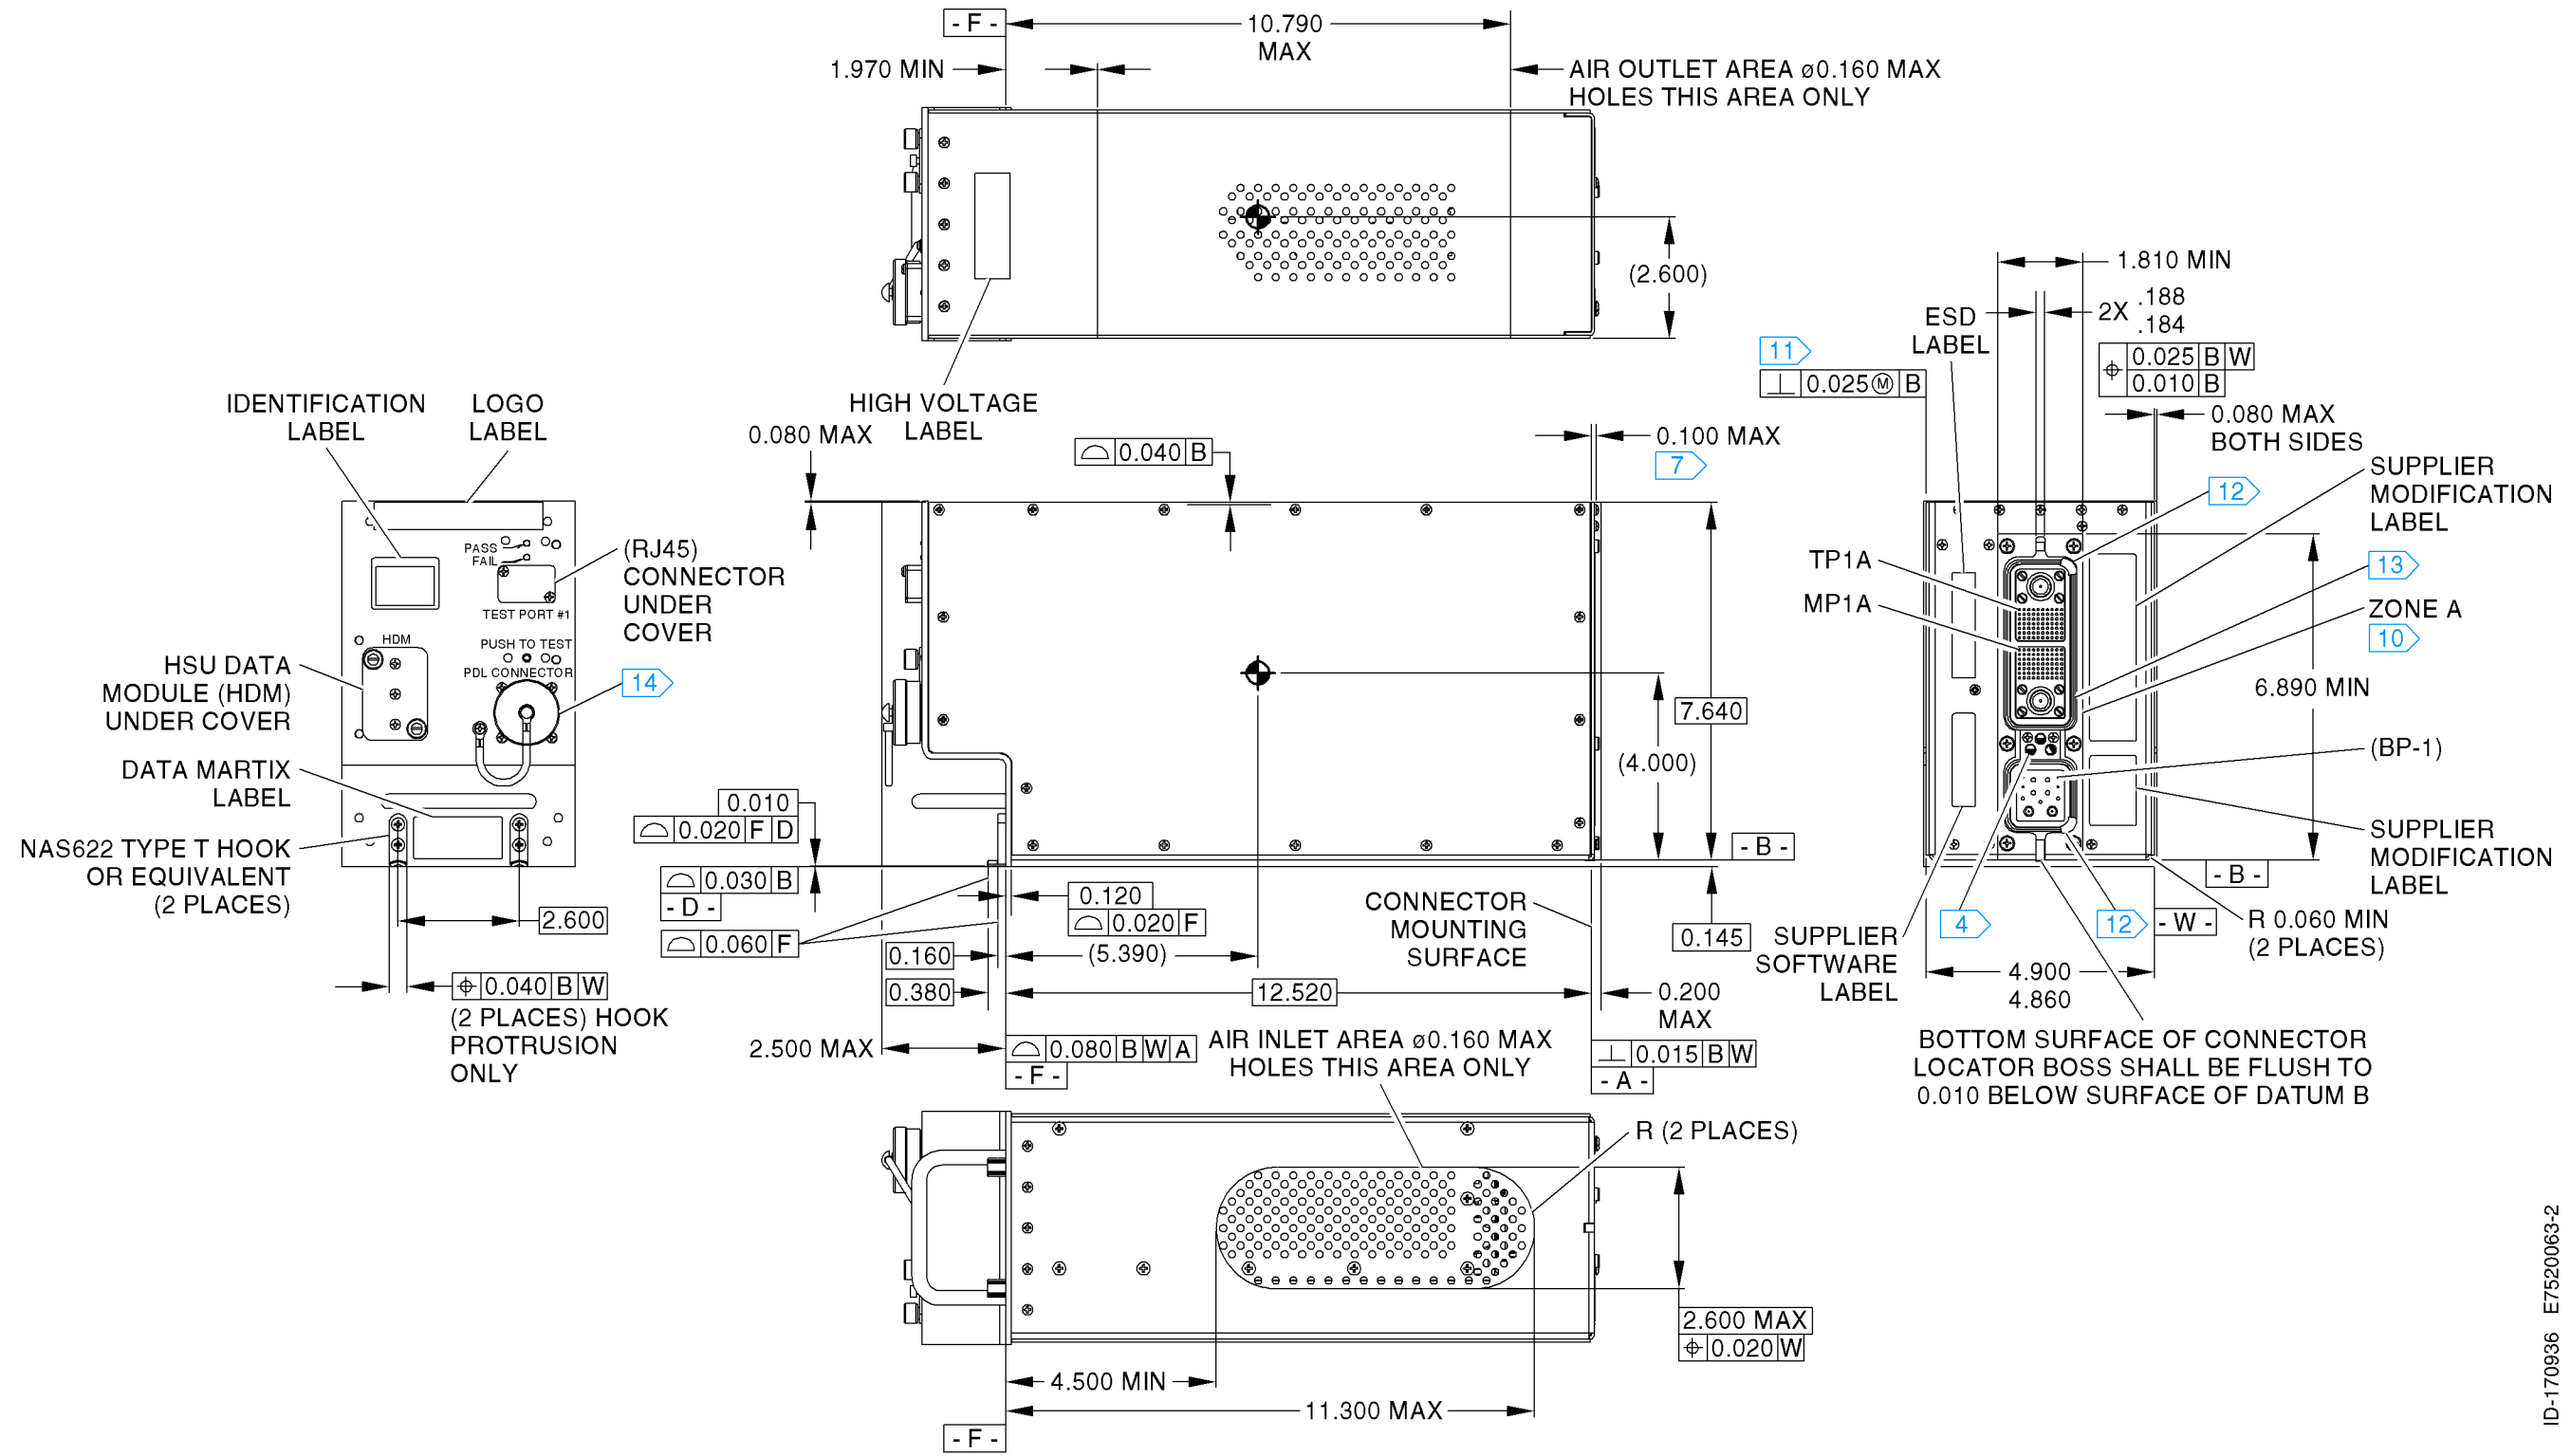 - F -
10.790
MAX
1.970 MIN
AIR OUTLET AREA ø0.160 MAX
HOLES THIS AREA ONLY
(2.600)
HIGH VOLTAGE
LABEL
IDENTIFICATION
LABEL
LOGO
LABEL
PASS
FAIL
TEST PORT #1
HDM
PUSH TO TEST
PDL CONNECTOR
(RJ45)
CONNECTOR
UNDER
COVER
14
HSU DATA
MODULE (HDM)
UNDER COVER
DATA MARTIX
LABEL
NAS622 TYPE T HOOK
OR EQUIVALENT
(2 PLACES)
2.600
0.040 B W
(2 PLACES) HOOK
PROTRUSION
ONLY
0.080 MAX
⌓ 0.040 B
0.100 MAX
7
7.640
(4.000)
- B -
0.145
0.010
⌓ 0.020 F D
⌓ 0.030 B
- D -
⌓ 0.060 F
0.120
⌓ 0.020 F
0.160
(5.390)
0.380
12.520
0.200
MAX
CONNECTOR
MOUNTING
SURFACE
2.500 MAX
⌓ 0.080 B W A
- F -
⊥ 0.015 B W
- A -
AIR INLET AREA ø0.160 MAX
HOLES THIS AREA ONLY
R (2 PLACES)
2.600 MAX
⌖ 0.020 W
4.500 MIN
11.300 MAX
- F -
1.810 MIN
2X .188
.184
⌖ 0.025 B W
0.010 B
ESD
LABEL
11
⊥ 0.025 Ⓜ B
0.080 MAX
BOTH SIDES
SUPPLIER
MODIFICATION
LABEL
12
TP1A
MP1A
13
ZONE A
10
6.890 MIN
(BP-1)
SUPPLIER
MODIFICATION
LABEL
- B -
4
12
- W -
R 0.060 MIN
(2 PLACES)
SUPPLIER
SOFTWARE
LABEL
4.900
4.860
BOTTOM SURFACE OF CONNECTOR
LOCATOR BOSS SHALL BE FLUSH TO
0.010 BELOW SURFACE OF DATUM B
ID-170936 E7520063-2